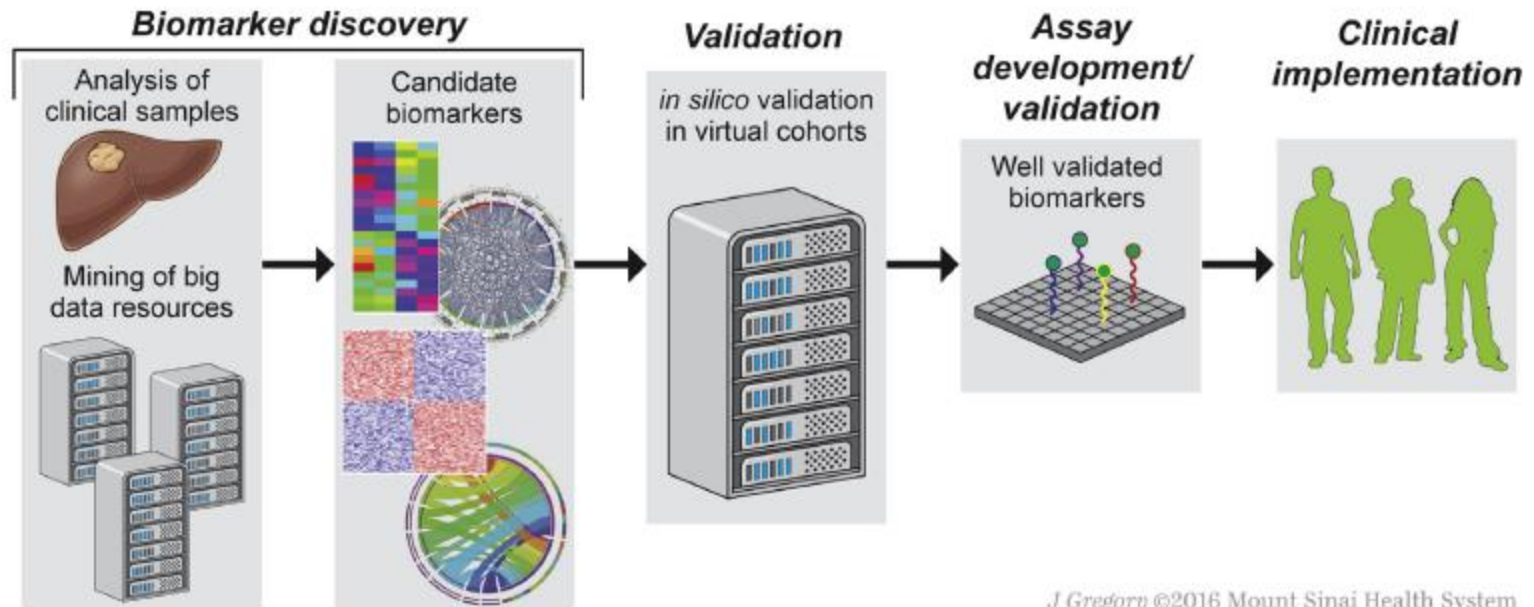 Biomarker discovery
Analysis of
clinical samples
Mining of big
data resources
Candidate
biomarkers
Validation
in silico validation
in virtual cohorts
Assay
development/
validation
Well validated
biomarkers
Clinical
implementation
J Gregory ©2016 Mount Sinai Health System